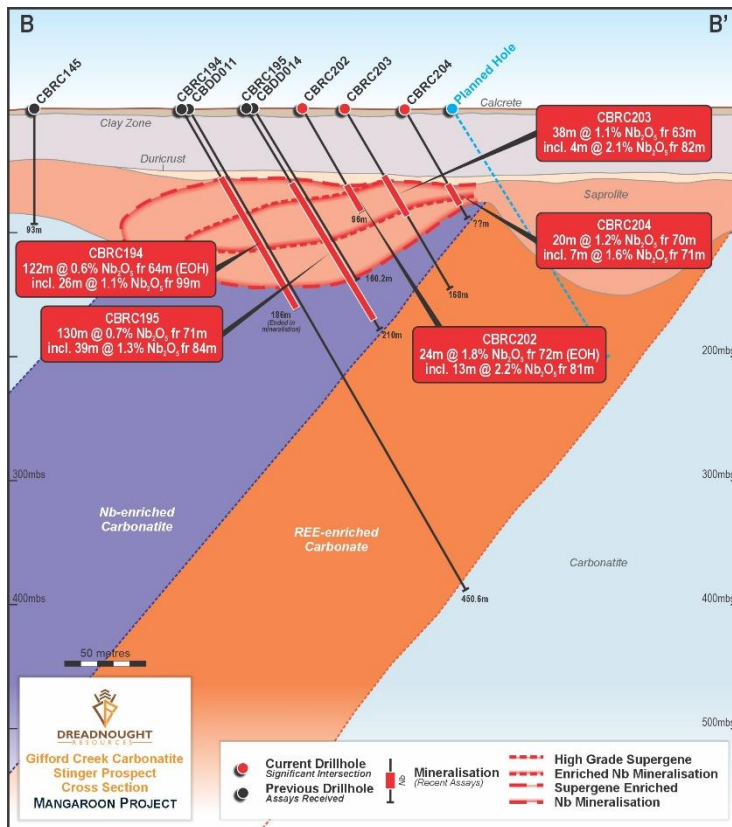 B
B'
CBRC145
CBRC194
CBDD011
CBRC195
CBDD014
CBRC202
CBRC203
CBRC204
Planned Hole
Calcrete
Clay Zone
Duricrust
Saprolite
CBRC203
38m @ 1.1% Nb₂O₅ fr 63m
incl. 4m @ 2.1% Nb₂O₅ fr 82m
CBRC204
20m @ 1.2% Nb₂O₅ fr 70m
incl. 7m @ 1.6% Nb₂O₅ fr 71m
93m
96m
??m
CBRC194
122m @ 0.6% Nb₂O₅ fr 64m (EOH)
incl. 26m @ 1.1% Nb₂O₅ fr 99m
160.2m
168m
186m
(Ended in
mineralisation)
210m
CBRC195
130m @ 0.7% Nb₂O₅ fr 71m
incl. 39m @ 1.3% Nb₂O₅ fr 84m
CBRC202
24m @ 1.8% Nb₂O₅ fr 72m (EOH)
incl. 13m @ 2.2% Nb₂O₅ fr 81m
200mbs
300mbs
300mbs
Nb-enriched
Carbonatite
REE-enriched
Carbonate
Carbonatite
450.6m
400mbs
400mbs
50 metres
500mbs
DREADNOUGHT
RESOURCES
Gifford Creek Carbonatite
Stinger Prospect
Cross Section
MANGAROON PROJECT
Current Drillhole
Significant Intersection
Previous Drillhole
Assays Received
Nb
Mineralisation
(Recent Assays)
High Grade Supergene
Enriched Nb Mineralisation
Supergene Enriched
Nb Mineralisation